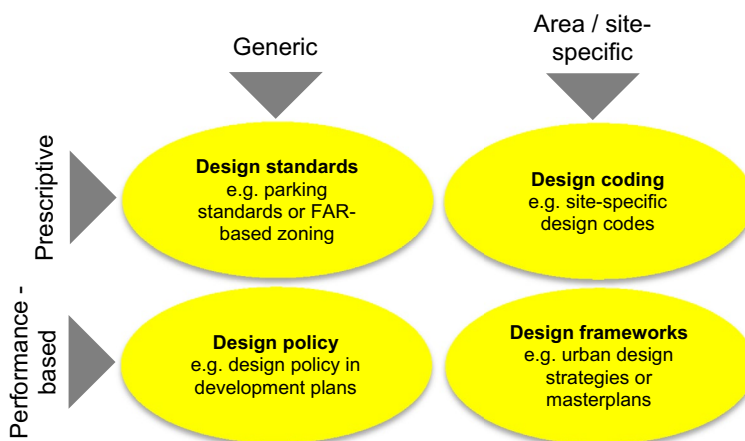 Generic
Area / site-
specific
Prescriptive
Design standards
e.g. parking
standards or FAR-
based zoning
Design coding
e.g. site-specific
design codes
Performance -
based
Design policy
e.g. design policy in
development plans
Design frameworks
e.g. urban design
strategies or
masterplans